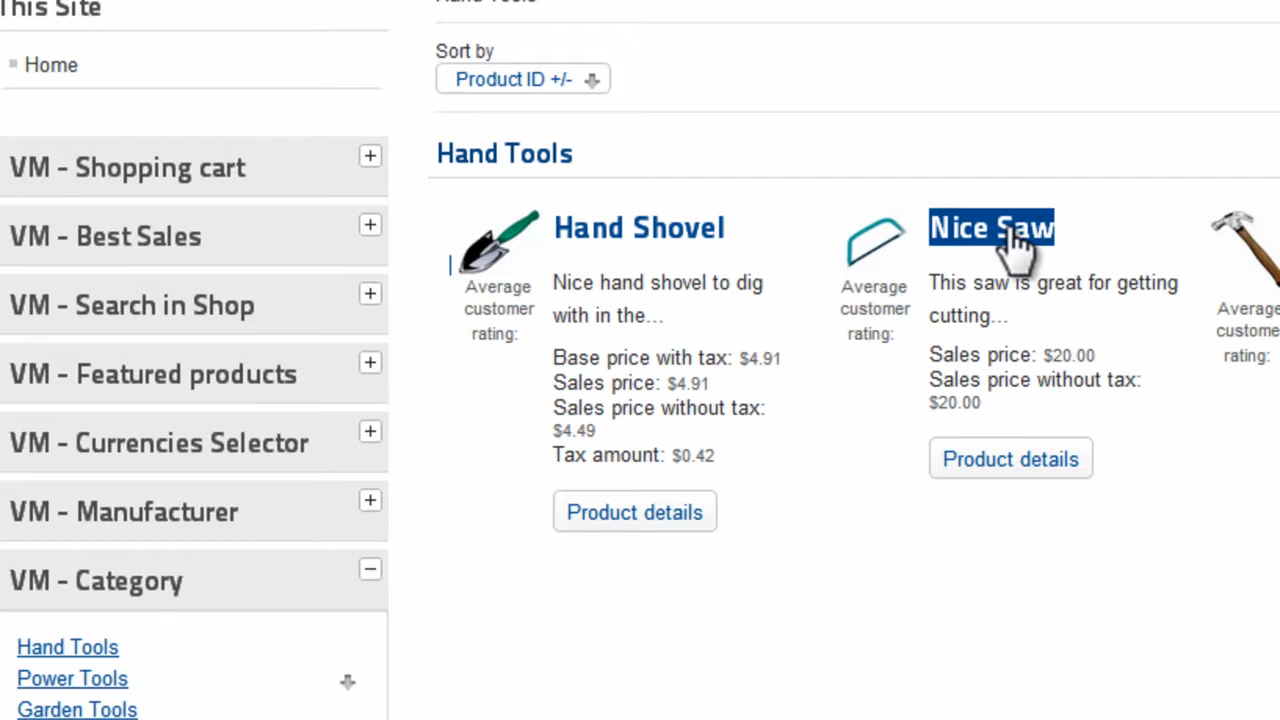 This Site
Home
VM - Shopping cart
VM - Best Sales
VM - Search in Shop
VM - Featured products
VM - Currencies Selector
VM - Manufacturer
VM - Category
Hand Tools
Power Tools
Garden Tools
Hand Tools
Sort by
Product ID +/-
Hand Tools
Hand Shovel
Average
customer
rating:
Nice hand shovel to dig
with in the...
Base price with tax: $4.91
Sales price: $4.91
Sales price without tax:
$4.49
Tax amount: $0.42
Product details
Nice Saw
Average
customer
rating:
This saw is great for getting
cutting...
Sales price: $20.00
Sales price without tax:
$20.00
Product details
Average
custome
rating: